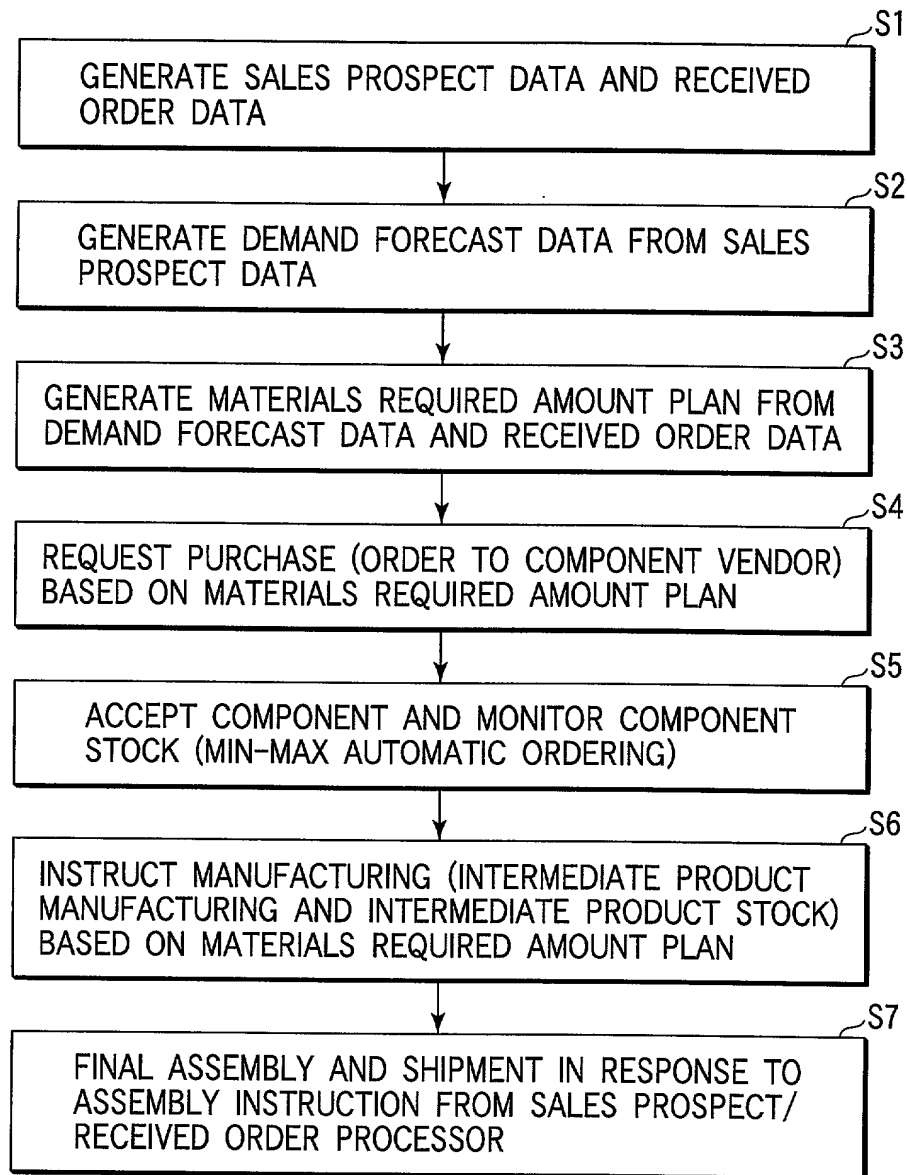 S1
GENERATE SALES PROSPECT DATA AND RECEIVED
ORDER DATA
S2
GENERATE DEMAND FORECAST DATA FROM SALES
PROSPECT DATA
S3
GENERATE MATERIALS REQUIRED AMOUNT PLAN FROM
DEMAND FORECAST DATA AND RECEIVED ORDER DATA
S4
REQUEST PURCHASE (ORDER TO COMPONENT VENDOR)
BASED ON MATERIALS REQUIRED AMOUNT PLAN
S5
ACCEPT COMPONENT AND MONITOR COMPONENT
STOCK (MIN-MAX AUTOMATIC ORDERING)
S6
INSTRUCT MANUFACTURING (INTERMEDIATE PRODUCT
MANUFACTURING AND INTERMEDIATE PRODUCT STOCK)
BASED ON MATERIALS REQUIRED AMOUNT PLAN
S7
FINAL ASSEMBLY AND SHIPMENT IN RESPONSE TO
ASSEMBLY INSTRUCTION FROM SALES PROSPECT/
RECEIVED ORDER PROCESSOR